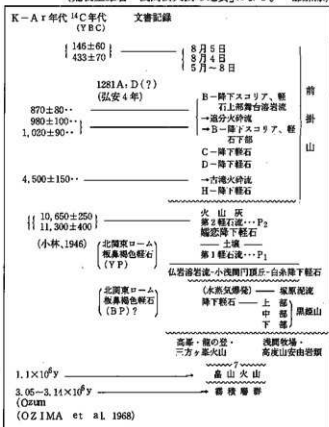 K-Ar年代 ¹⁴C年代 文書記録
(YBC)
146±60
433±70
8月5日
8月4日
5月～8日
1281A:D(?)
(弘安4年)
前掛山
B-降下スコリア、軽
石上部舞台溶岩流
870±80··
→追分火砕流
980±100··
→B-降下スコリア、軽
1,020±90··
石下部
C-降下軽石
D-降下軽石
4,500±150··
→古滝火砕流
H-降下軽石
火山灰
10,650±250
第2軽石流…P₂
11,300±400
嬬恋降下軽石
(小林,1946)
北関東ローム
板鼻褐色軽石
(YP)
土壌
第1軽石流…P₁
仏岩溶岩流-小浅間円頂丘-白糸降下軽石
北関東ローム
板鼻褐色軽石
(BP)?
(水蒸気爆発)
塚原泥流
降下軽石
上部
中部
下部
黒斑山
高峯・籠の登・
三方ヶ峯火山
浅間牧場・
高波山安山岩類
?
1.1×10⁶y
烏山火山
3.05~3.14×10⁶y
霧積場群
(Ozum
(OZIMA et al. 1968)